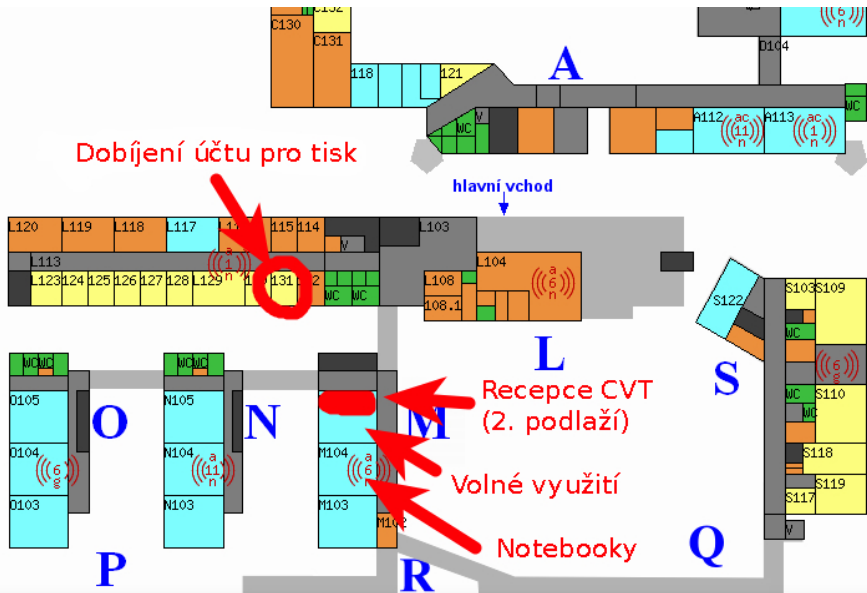 C132
C130
C131
D104
6
n
118
121
A
WC
WC
V
A112
ac
11
n
A113
ac
1
n
Dobíjení účtu pro tisk
hlavní vchod
L120
L119
L118
L117
115
114
V
L103
L113
a
1
n
L104
a
6
n
L108
108.1
L123
124
125
126
127
128
L129
131
WC
WC
L
S122
S103
S109
WC
6
g
S
WC
WC
WC
O105
WC
WC
N105
O
N
M
Recepce CVT
(2. podlaží)
S110
S118
O104
6
g
N104
a
11
n
M104
a
6
n
Volné využití
S119
S117
O103
N103
M103
M102
Notebooky
V
P
R
Q